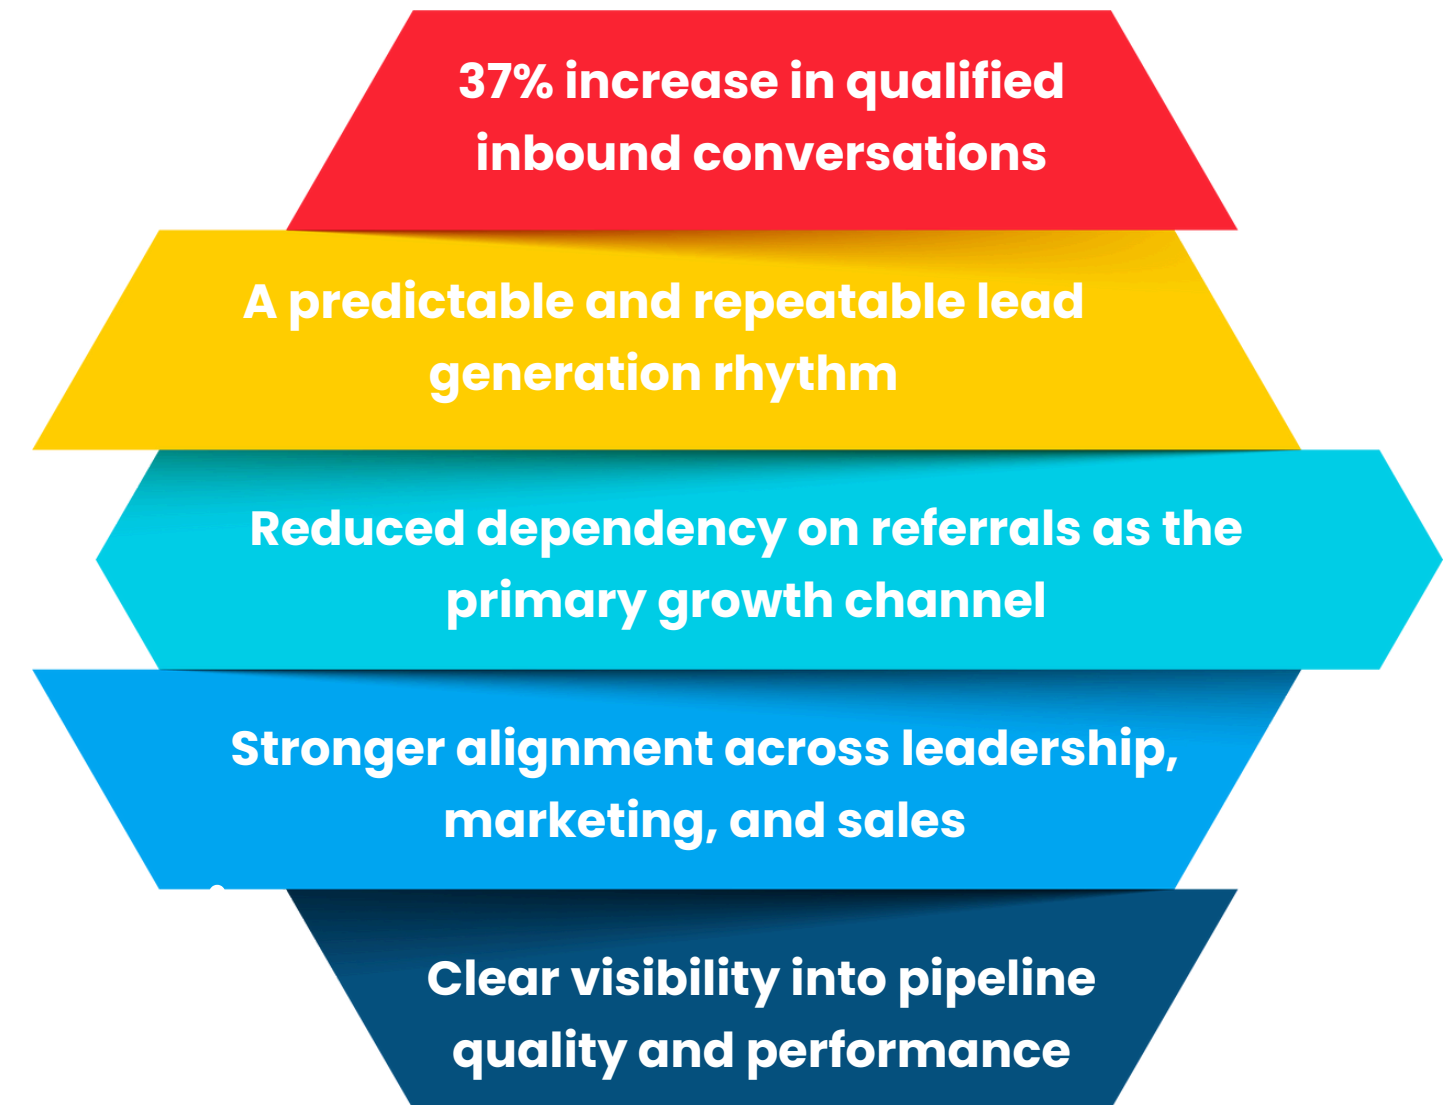 37% increase in qualified
inbound conversations
A predictable and repeatable lead
generation rhythm
Reduced dependency on referrals as the
primary growth channel
Stronger alignment across leadership,
marketing, and sales
Clear visibility into pipeline
quality and performance